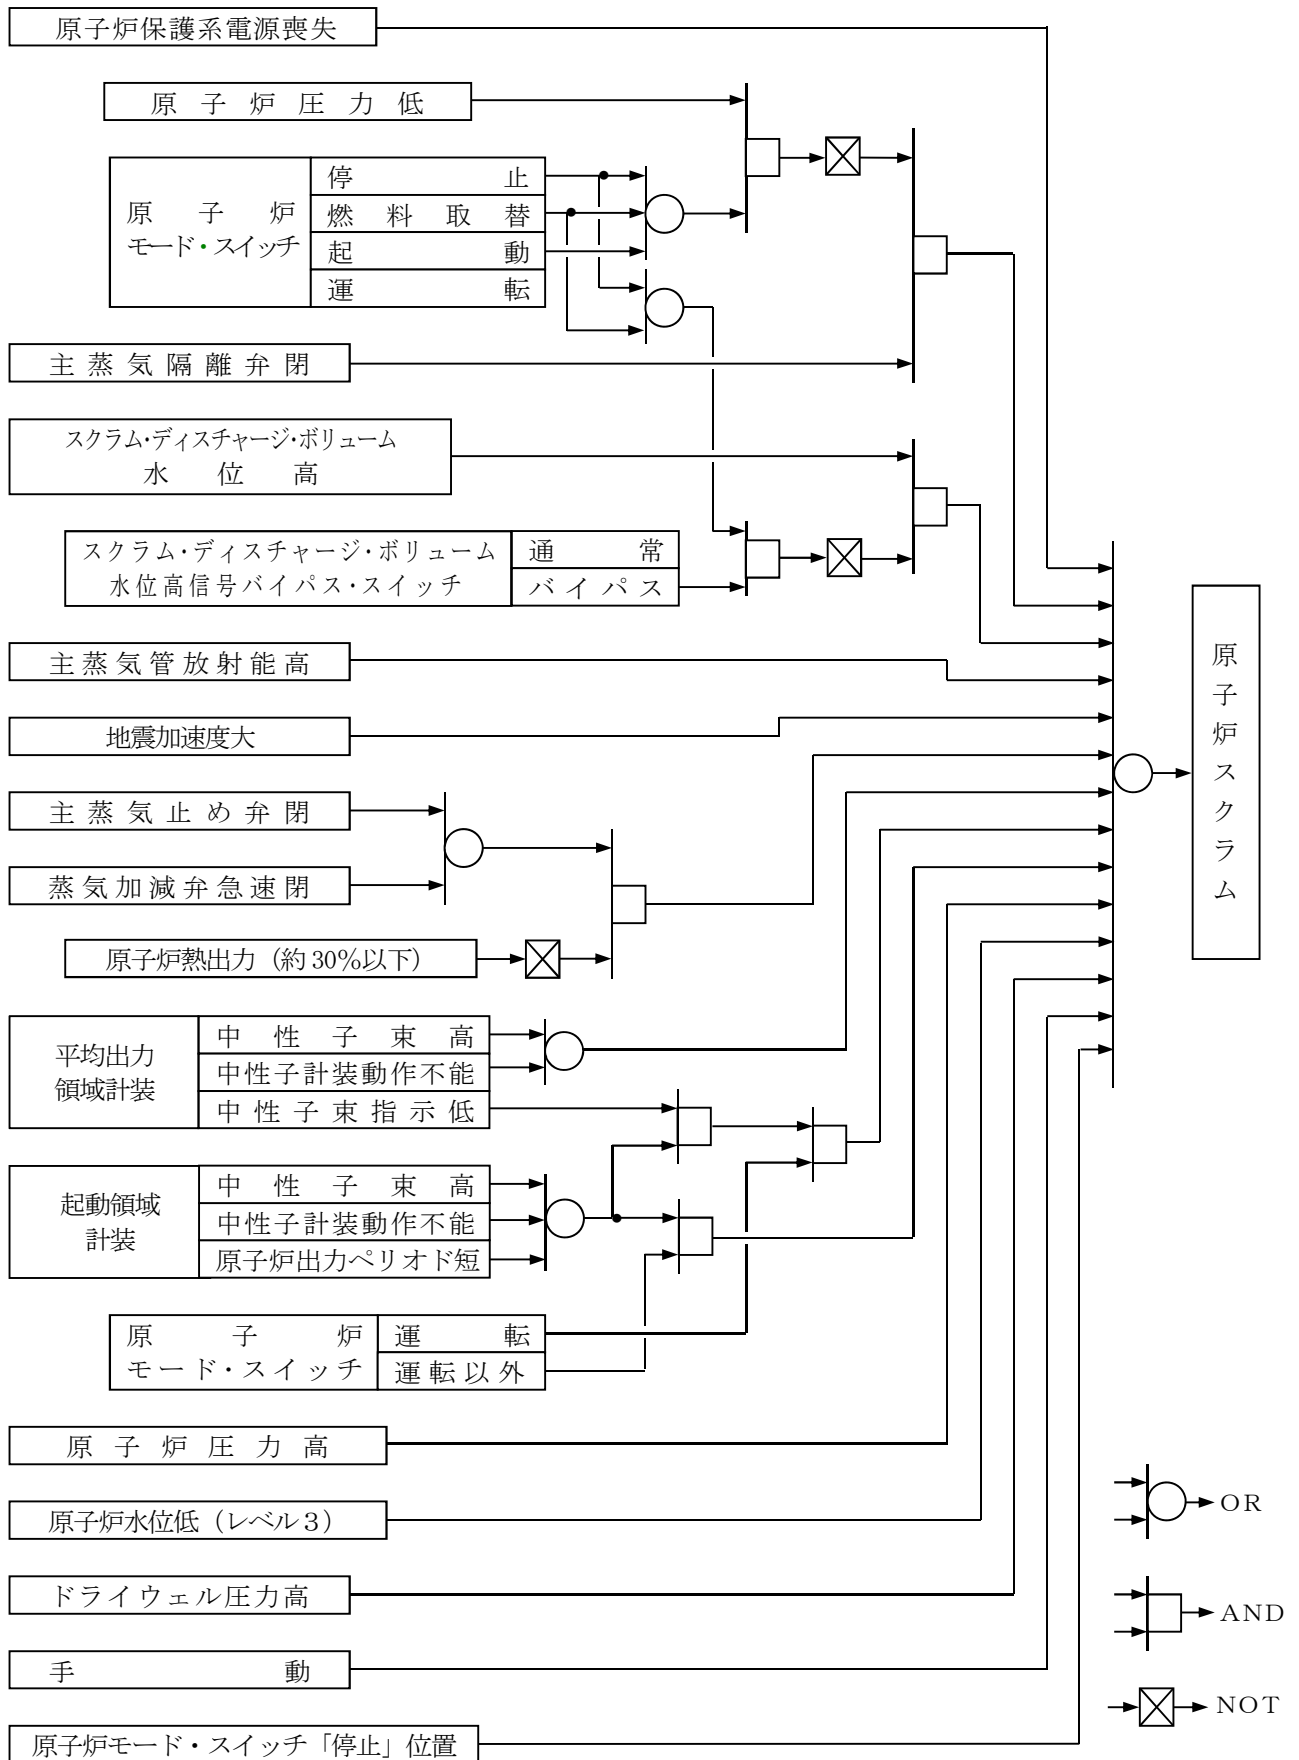 原子炉保護系電源喪失
原子炉圧力低
原子炉
モード・スイッチ
停止
燃料取替
起動
運転
主蒸気隔離弁閉
スクラム・ディスチャージ・ボリューム
水位高
スクラム・ディスチャージ・ボリューム
水位高信号バイパス・スイッチ
通常
バイパス
主蒸気管放射能高
地震加速度大
主蒸気止め弁閉
蒸気加減弁急速閉
原子炉熱出力（約30%以下）
平均出力
領域計装
中性子束高
中性子計装動作不能
中性子束指示低
起動領域
計装
中性子束高
中性子計装動作不能
原子炉出力ペリオド短
原子炉
モード・スイッチ
運転
運転以外
原子炉圧力高
原子炉水位低（レベル３）
ドライウェル圧力高
手動
原子炉モード・スイッチ「停止」位置
原子炉スクラム
OR
AND
NOT